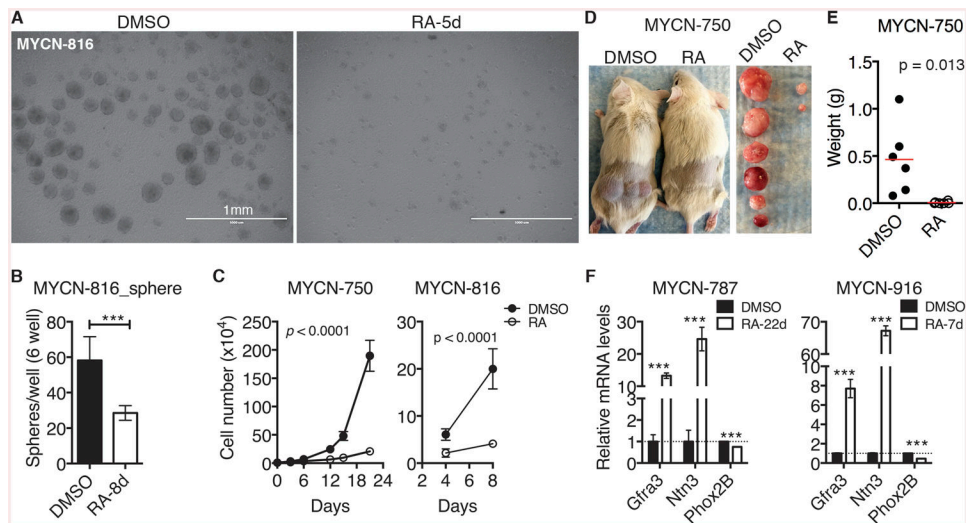 A
DMSO
RA-5d
MYCN-816
1mm
D
MYCN-750
DMSO
RA
DMSO
RA
E
MYCN-750
p = 0.013
Weight (g)
1.5
1.0
0.5
0.0
DMSO
RA
B
MYCN-816_sphere
***
Spheres/well (6 well)
80
60
40
20
0
DMSO
RA-8d
C
MYCN-750
p < 0.0001
Cell number (x10⁴)
250
200
150
100
50
0
0 6 12 18 24
Days
MYCN-816
DMSO
RA
p < 0.0001
30
20
10
0
2 4 6 8
Days
F
MYCN-787
DMSO
RA-22d
Relative mRNA levels
30
20
10
3
2
1
0
***
***
***
Gfra3
Ntn3
Phox2B
MYCN-916
DMSO
RA-7d
70
60
10
8
6
4
2
0
***
***
***
Gfra3
Ntn3
Phox2B